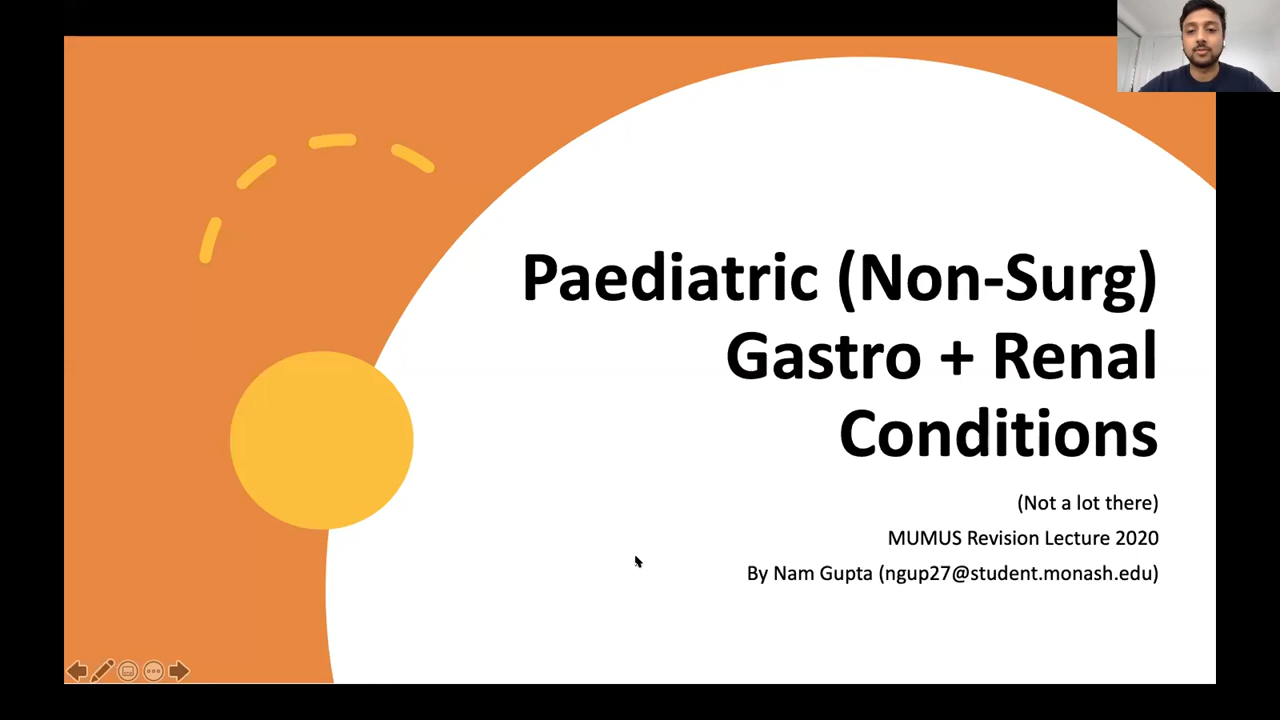 Paediatric (Non-Surg)
Gastro + Renal
Conditions
(Not a lot there)
MUMUS Revision Lecture 2020
By Nam Gupta (ngup27@student.monash.edu)